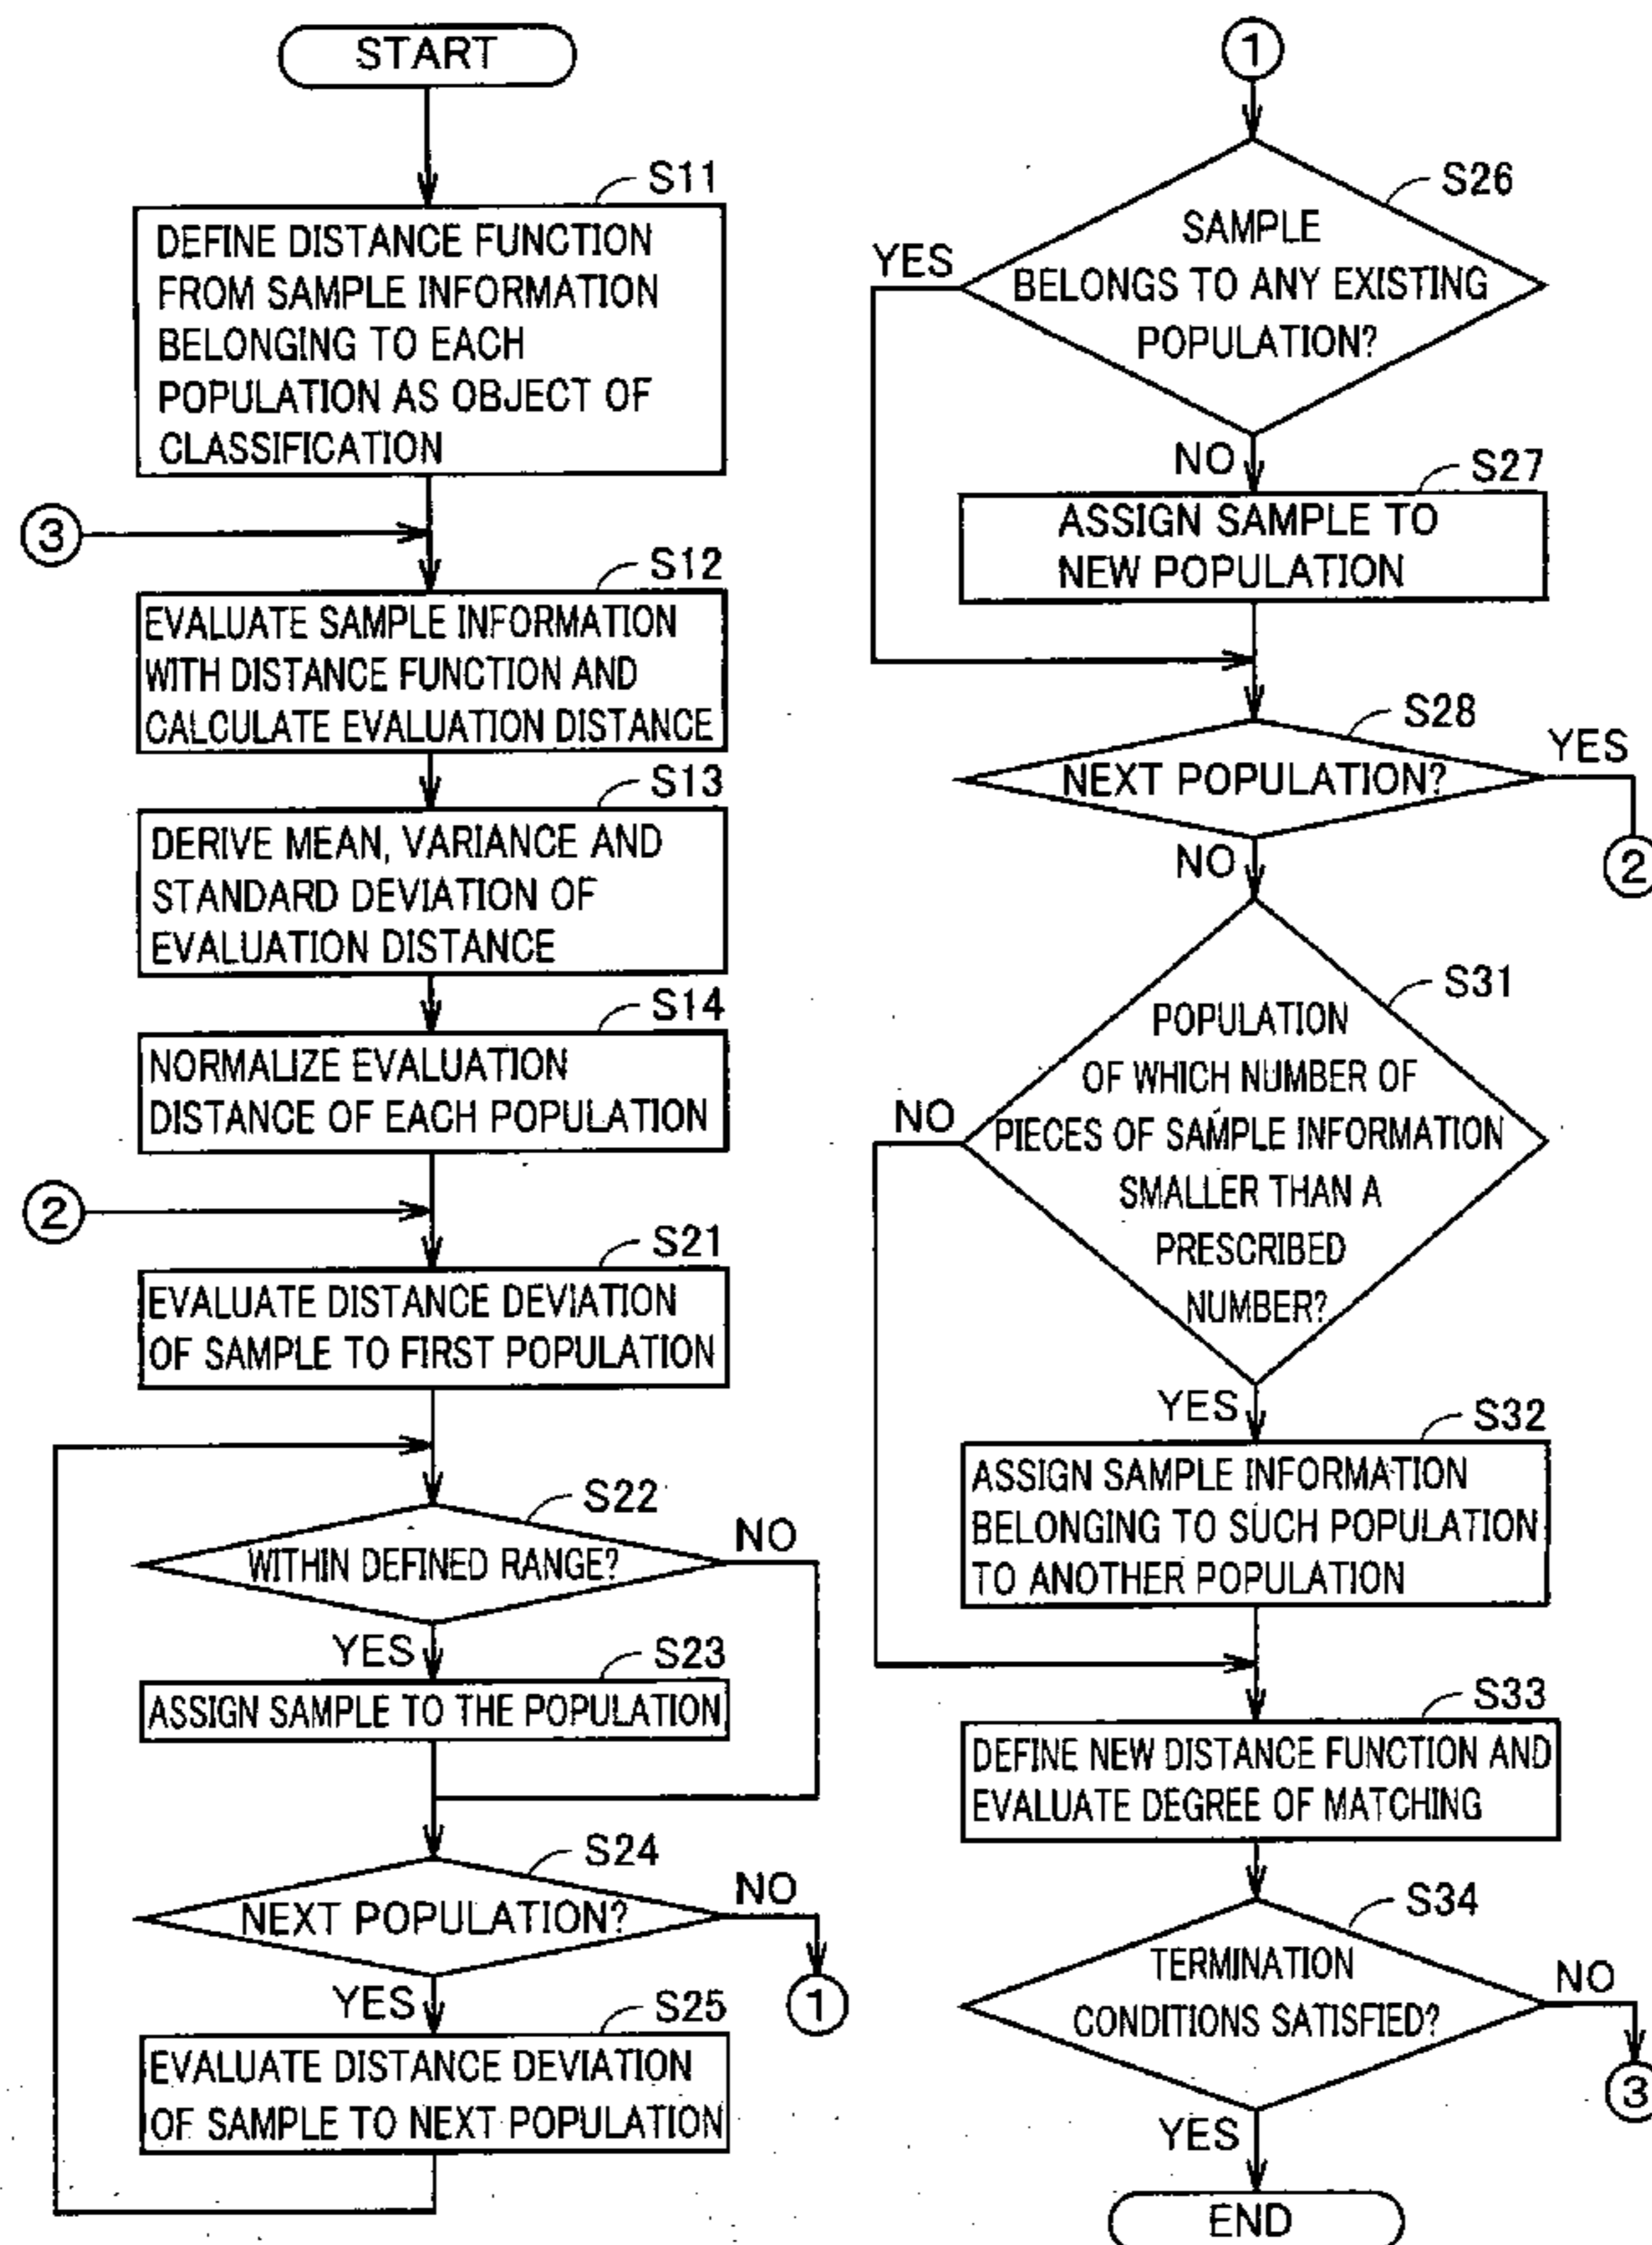 START
S11
DEFINE DISTANCE FUNCTION
FROM SAMPLE INFORMATION
BELONGING TO EACH
POPULATION AS OBJECT OF
CLASSIFICATION
3
S12
EVALUATE SAMPLE INFORMATION
WITH DISTANCE FUNCTION AND
CALCULATE EVALUATION DISTANCE
S13
DERIVE MEAN, VARIANCE AND
STANDARD DEVIATION OF
EVALUATION DISTANCE
S14
NORMALIZE EVALUATION
DISTANCE OF EACH POPULATION
2
S21
EVALUATE DISTANCE DEVIATION
OF SAMPLE TO FIRST POPULATION
S22
WITHIN DEFINED RANGE?
NO
YES
S23
ASSIGN SAMPLE TO THE POPULATION
S24
NEXT POPULATION?
NO
1
YES
S25
EVALUATE DISTANCE DEVIATION
OF SAMPLE TO NEXT POPULATION
1
S26
SAMPLE
BELONGS TO ANY EXISTING
POPULATION?
YES
NO
S27
ASSIGN SAMPLE TO
NEW POPULATION
S28
NEXT POPULATION?
YES
2
NO
S31
POPULATION
OF WHICH NUMBER OF
PIECES OF SAMPLE INFORMATION
SMALLER THAN A
PRESCRIBED
NUMBER?
NO
YES
S32
ASSIGN SAMPLE INFORMATION
BELONGING TO SUCH POPULATION
TO ANOTHER POPULATION
S33
DEFINE NEW DISTANCE FUNCTION AND
EVALUATE DEGREE OF MATCHING
S34
TERMINATION
CONDITIONS SATISFIED?
NO
3
YES
END